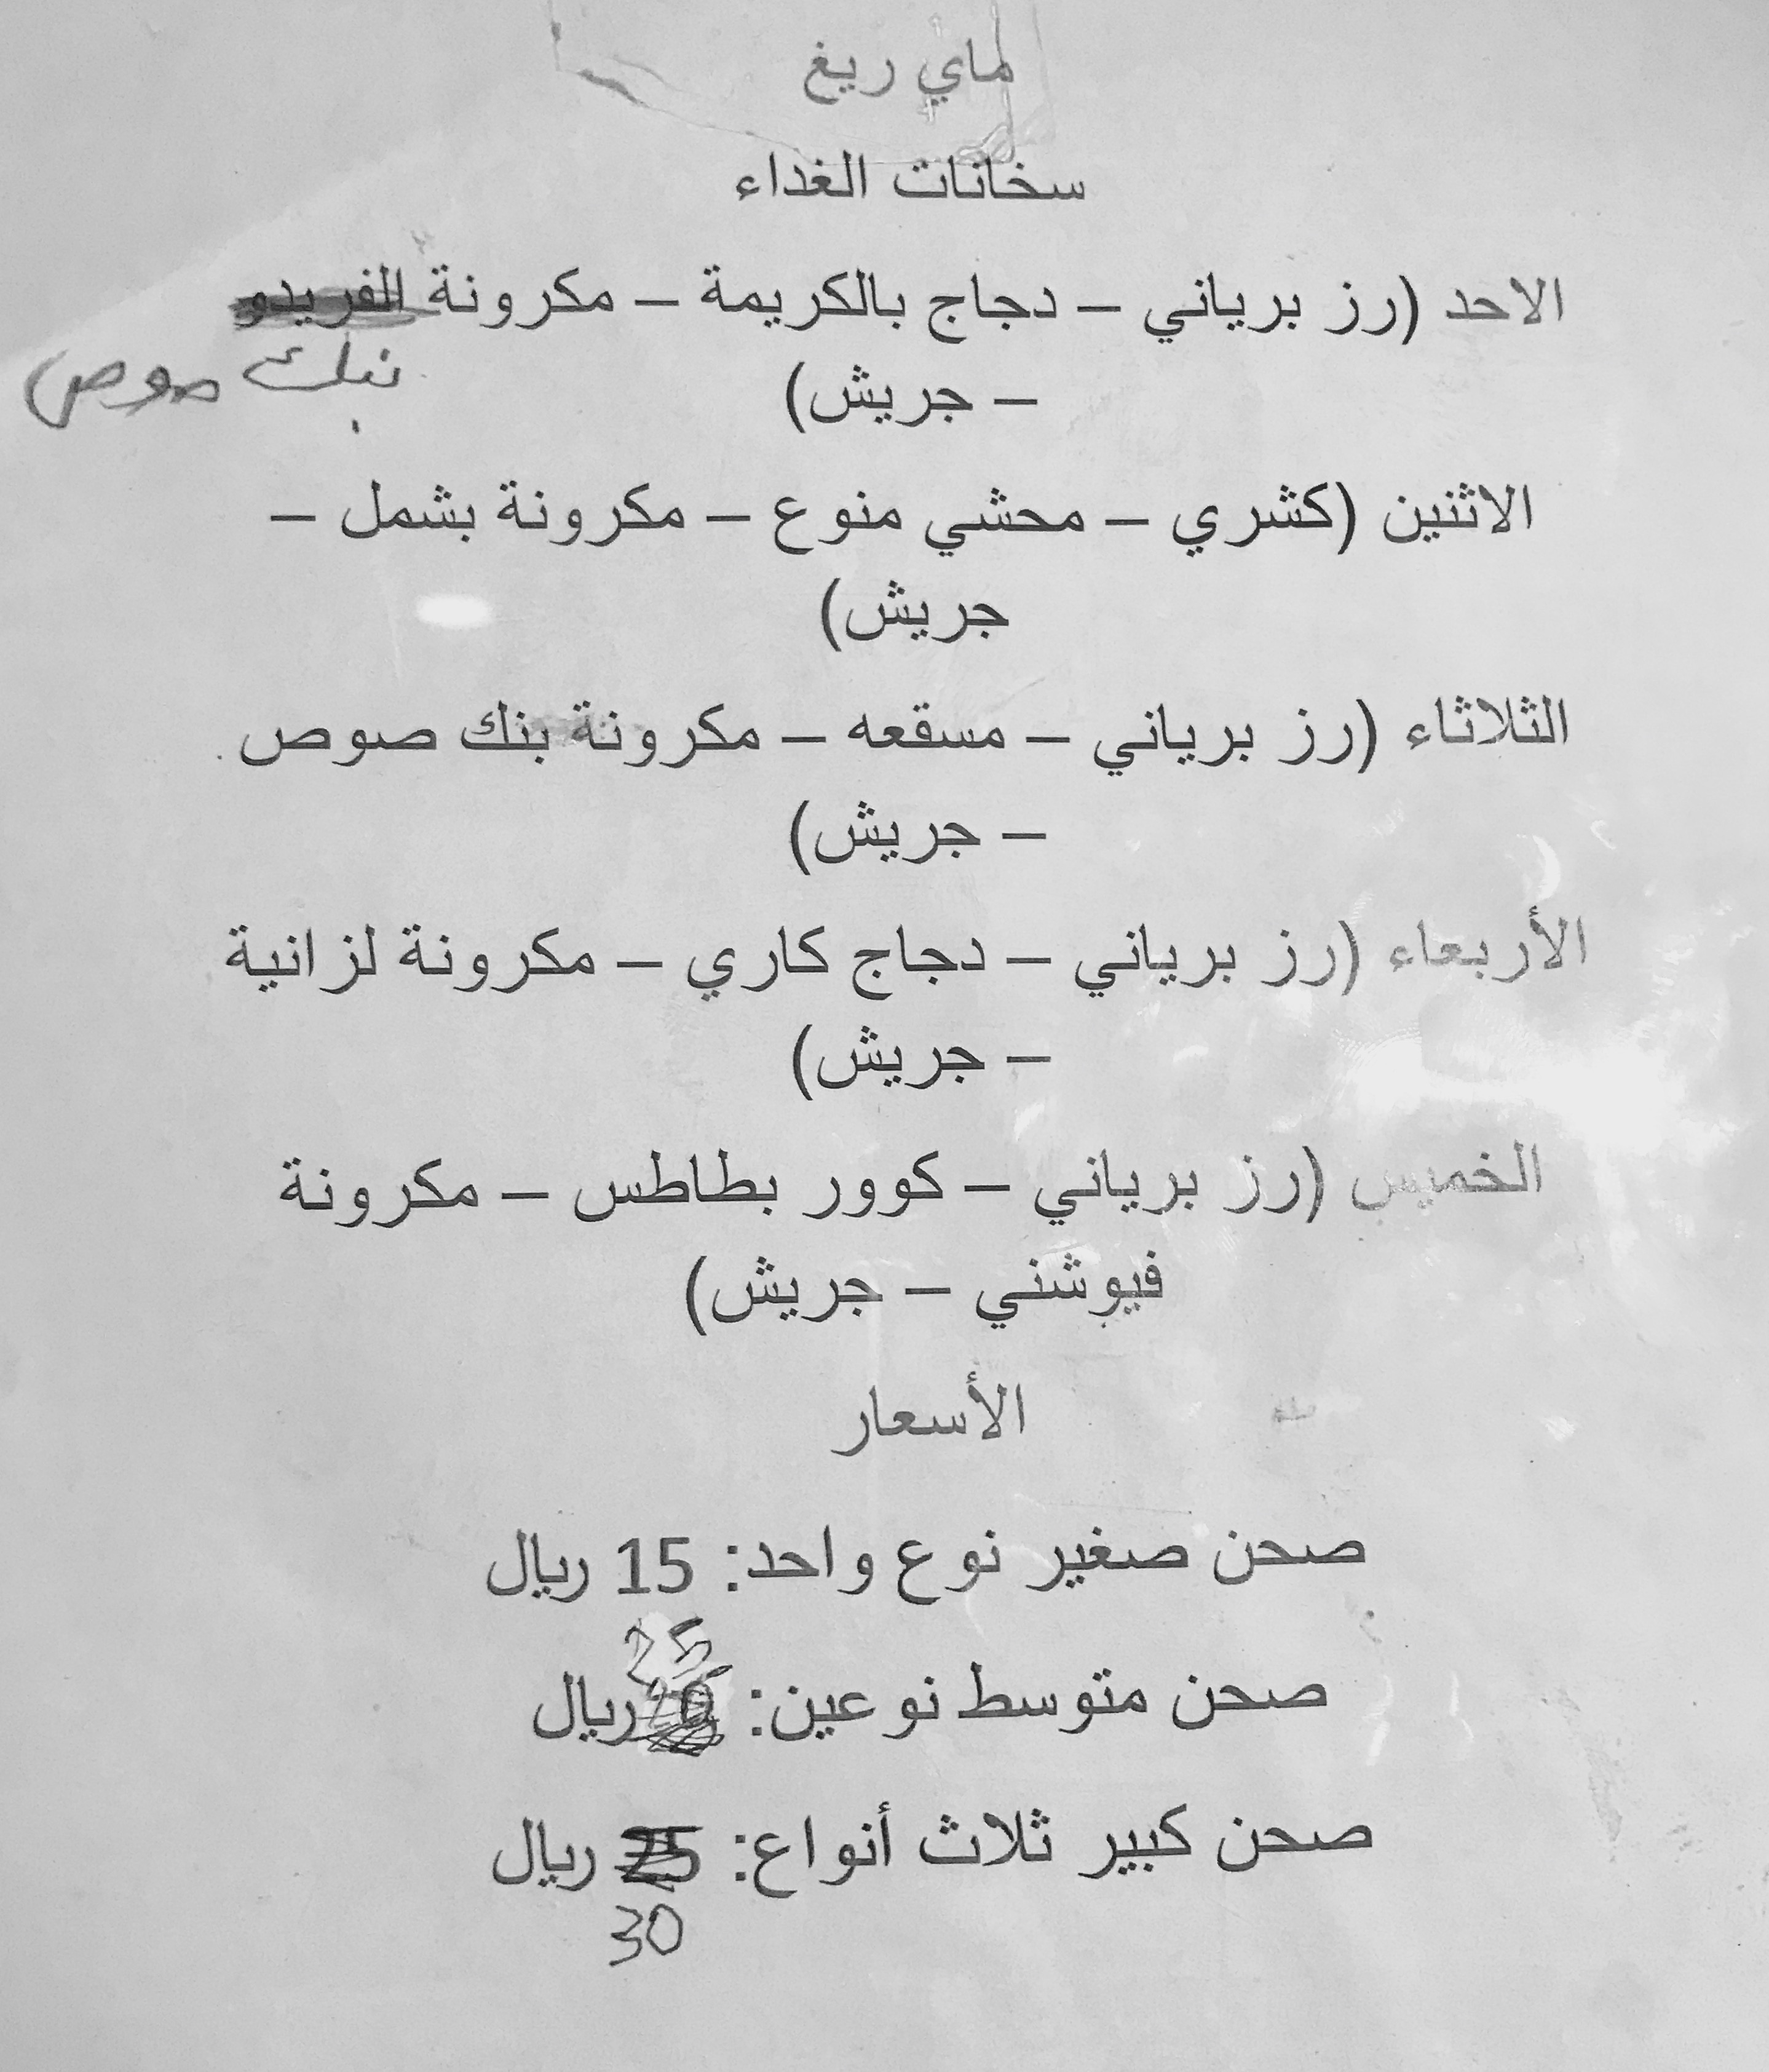 ماي ريغ
سخانات الغداء
الاحد (رز برياني – دجاج بالكريمة – مكرونة الفريدو
بنك صوص)
– جريش)
الاثنين (كشري – محشي منوع – مكرونة بشمل –
جريش)
الثلاثاء (رز برياني – مسقعه – مكرونة بنك صوص
– جريش)
الأربعاء (رز برياني – دجاج كاري – مكرونة لزانية
– جريش)
الخميس (رز برياني – كوور بطاطس – مكرونة
فيوشني – جريش)
الأسعار
صحن صغير نوع واحد: 15 ريال
25
صحن متوسط نوعين: ريال
صحن كبير ثلاث أنواع: 25 ريال
30